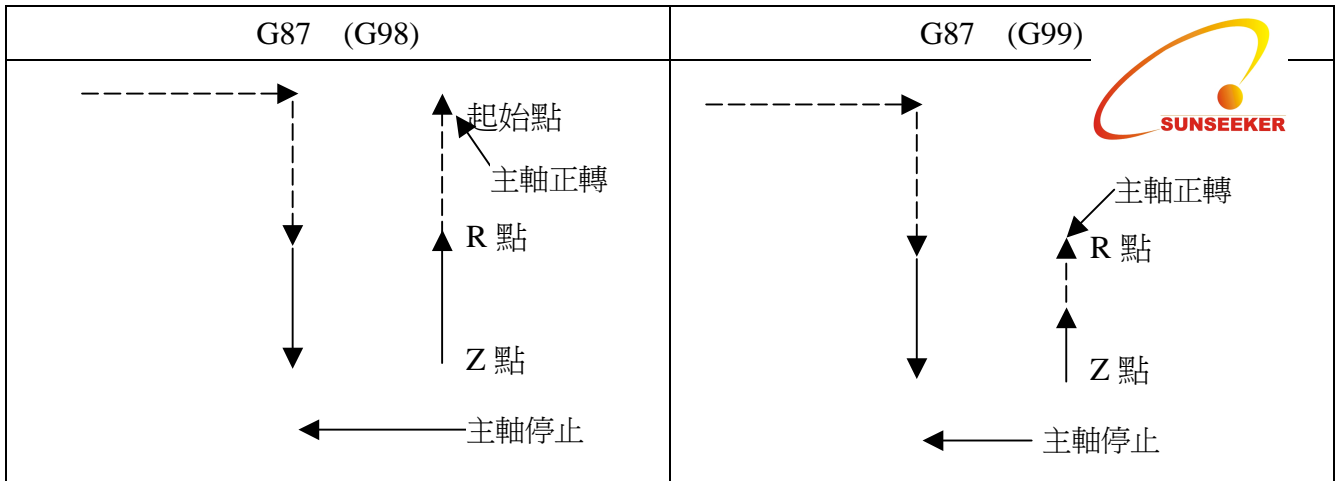 G87 (G98)
起始點
主軸正轉
R 點
Z 點
主軸停止
G87 (G99)
SUNSEEKER
主軸正轉
R 點
Z 點
主軸停止